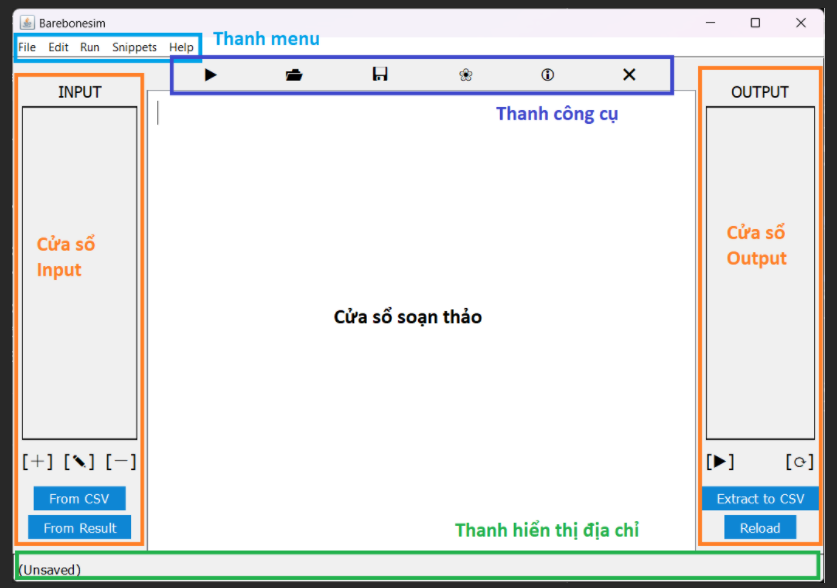 Barebonesim
File Edit Run Snippets Help
Thanh menu
INPUT
OUTPUT
Thanh công cụ
Cửa sổ
Input
Cửa sổ
Output
Cửa sổ soạn thảo
[+] [✎] [−]
[▶] [⟳]
From CSV
Extract to CSV
From Result
Reload
Thanh hiển thị địa chỉ
(Unsaved)